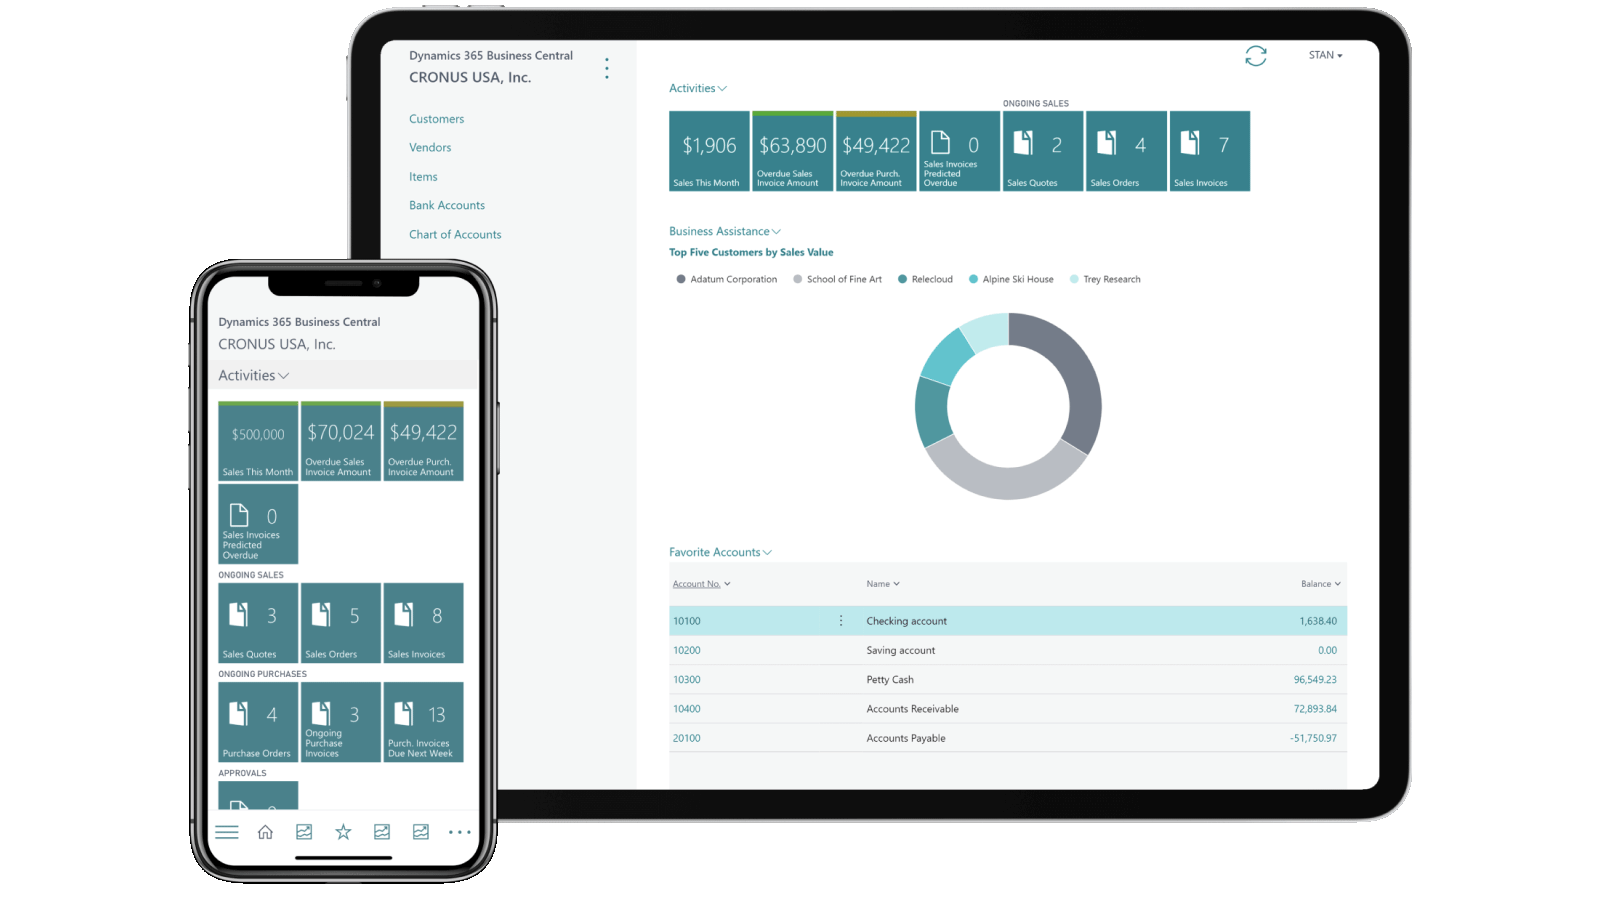 Dynamics 365 Business Central
CRONUS USA, Inc.
STAN
Customers
Vendors
Items
Bank Accounts
Chart of Accounts
Activities
ONGOING SALES
$1,906
Sales This Month
$63,890
Overdue Sales
Invoice Amount
$49,422
Overdue Purch.
Invoice Amount
0
Sales Invoices
Predicted
Overdue
2
Sales Quotes
4
Sales Orders
7
Sales Invoices
Business Assistance
Top Five Customers by Sales Value
Adatum Corporation School of Fine Art Relecloud Alpine Ski House Trey Research
Favorite Accounts
Account No. Name Balance
10100 Checking account 1,638.40
10200 Saving account 0.00
10300 Petty Cash 96,549.23
10400 Accounts Receivable 72,893.84
20100 Accounts Payable -51,750.97
Dynamics 365 Business Central
CRONUS USA, Inc.
Activities
$500,000
Sales This Month
$70,024
Overdue Sales
Invoice Amount
$49,422
Overdue Purch.
Invoice Amount
0
Sales Invoices
Predicted
Overdue
ONGOING SALES
3
Sales Quotes
5
Sales Orders
8
Sales Invoices
ONGOING PURCHASES
4
Purchase Orders
3
Ongoing
Purchase
Invoices
13
Purch. Invoices
Due Next Week
APPROVALS